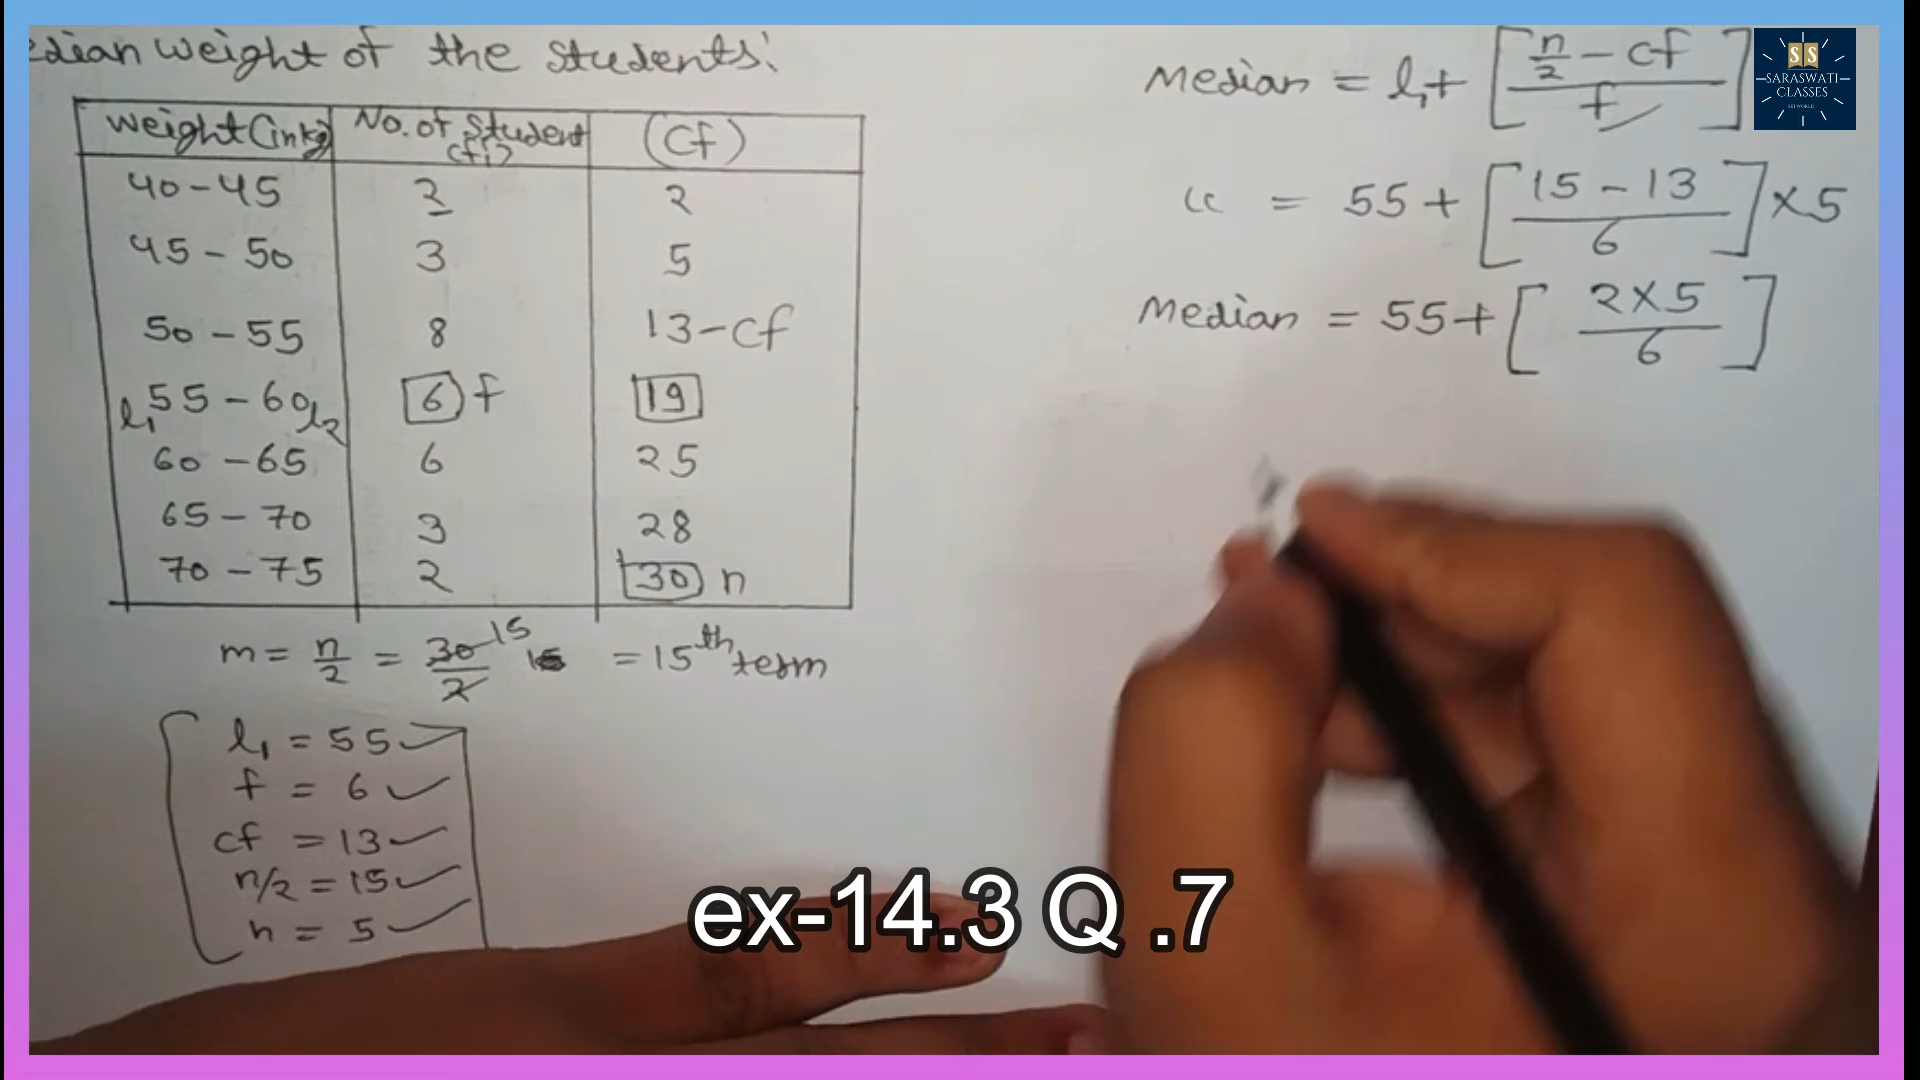 edian weight of the students:
weight(in kg) No. of Student (fi) (cf)
40-45 2 2
45-50 3 5
50-55 8 13-cf
l₁ 55-60 l₂ 6 f 19
60-65 6 25
65-70 3 28
70-75 2 30 n
m = n/2 = 30/2 15 = 15th term
l₁ = 55
f = 6
cf = 13
n/2 = 15
h = 5
Median = l₁ + [(n/2 - cf)/f]
" = 55 + [(15 - 13)/6] × 5
Median = 55 + [(2×5)/6]
SS
SARASWATI
CLASSES
ex-14.3 Q .7